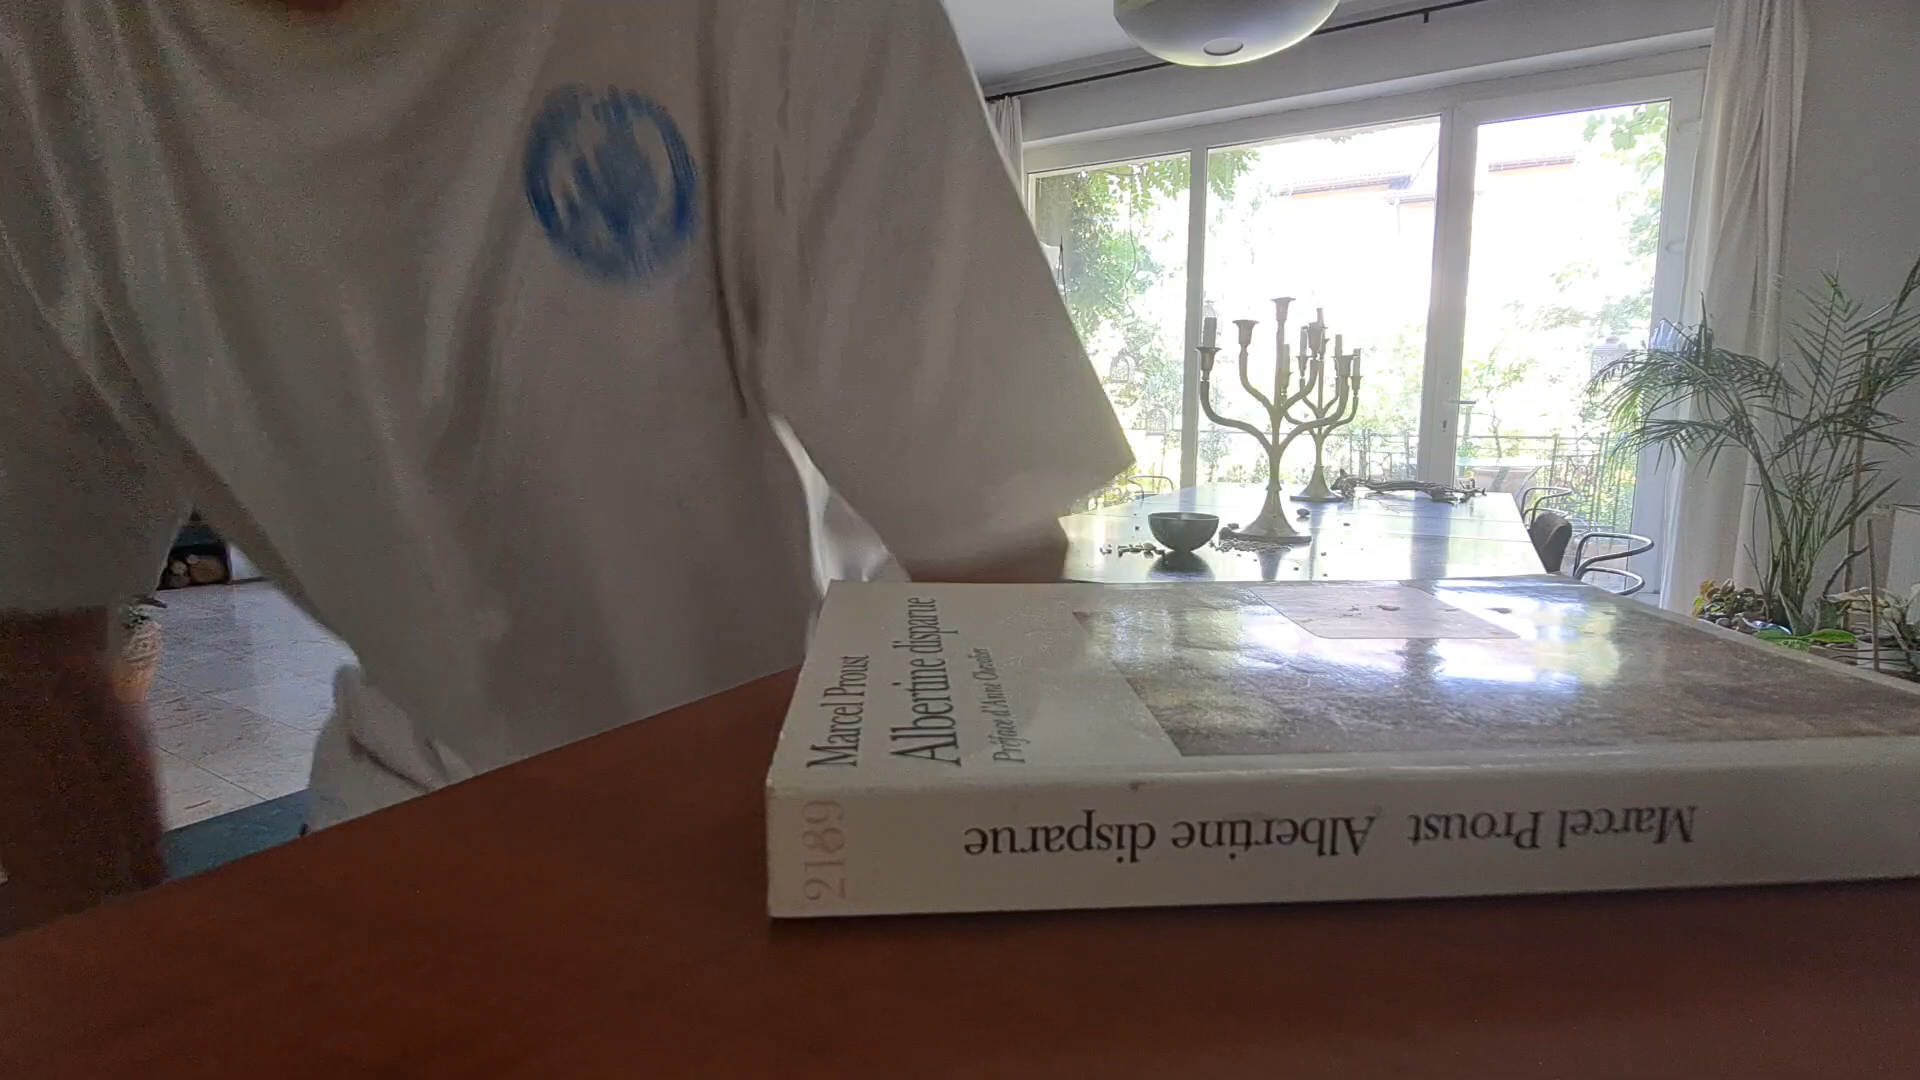 Marcel Proust
Albertine disparue
Préface d'Anne Chevalier
2189
Marcel Proust Albertine disparue